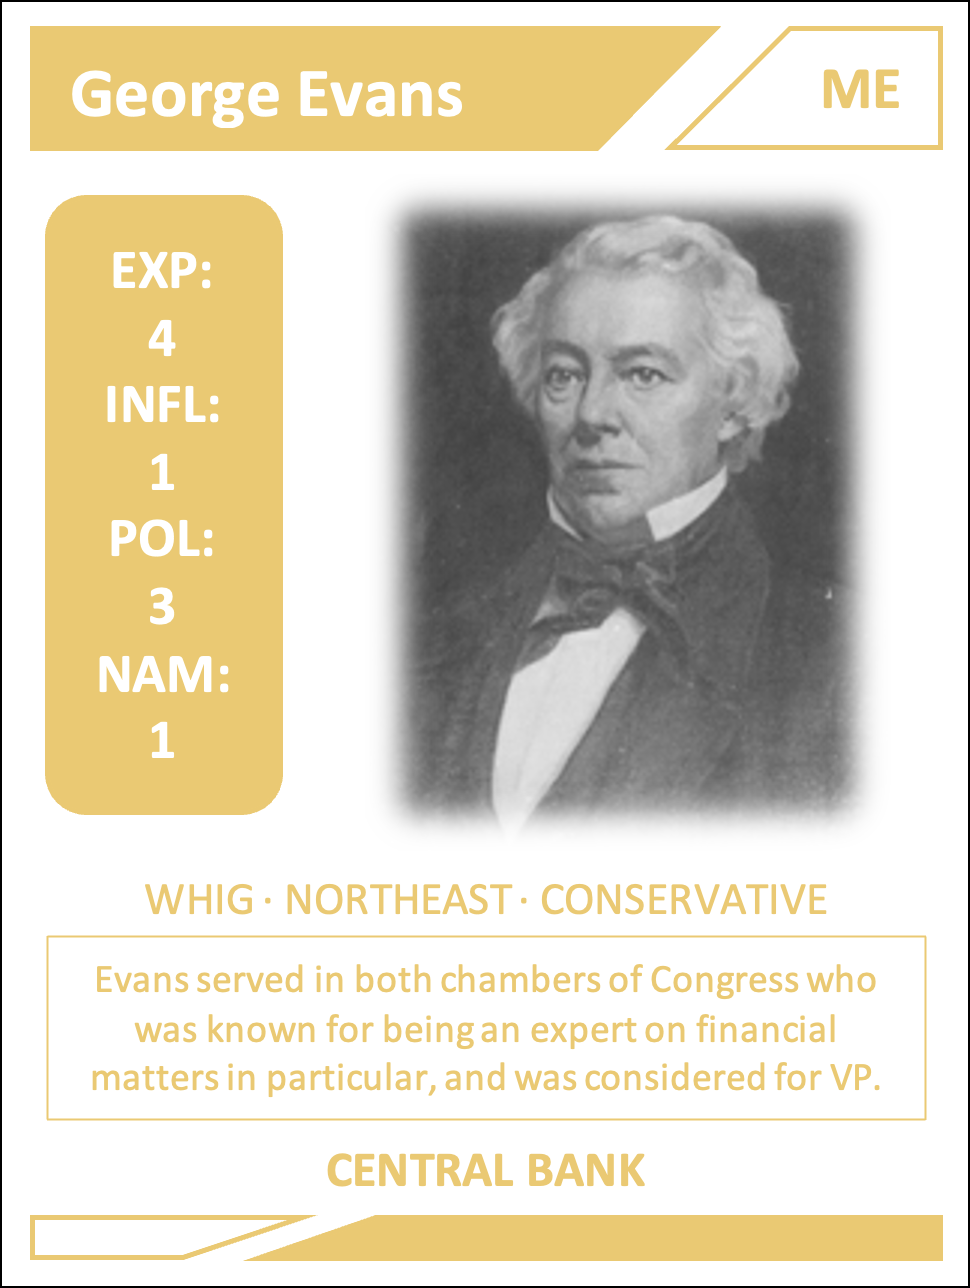 George Evans
ME
EXP:
4
INFL:
1
POL:
3
NAM:
1
WHIG · NORTHEAST · CONSERVATIVE
Evans served in both chambers of Congress who
was known for being an expert on financial
matters in particular, and was considered for VP.
CENTRAL BANK